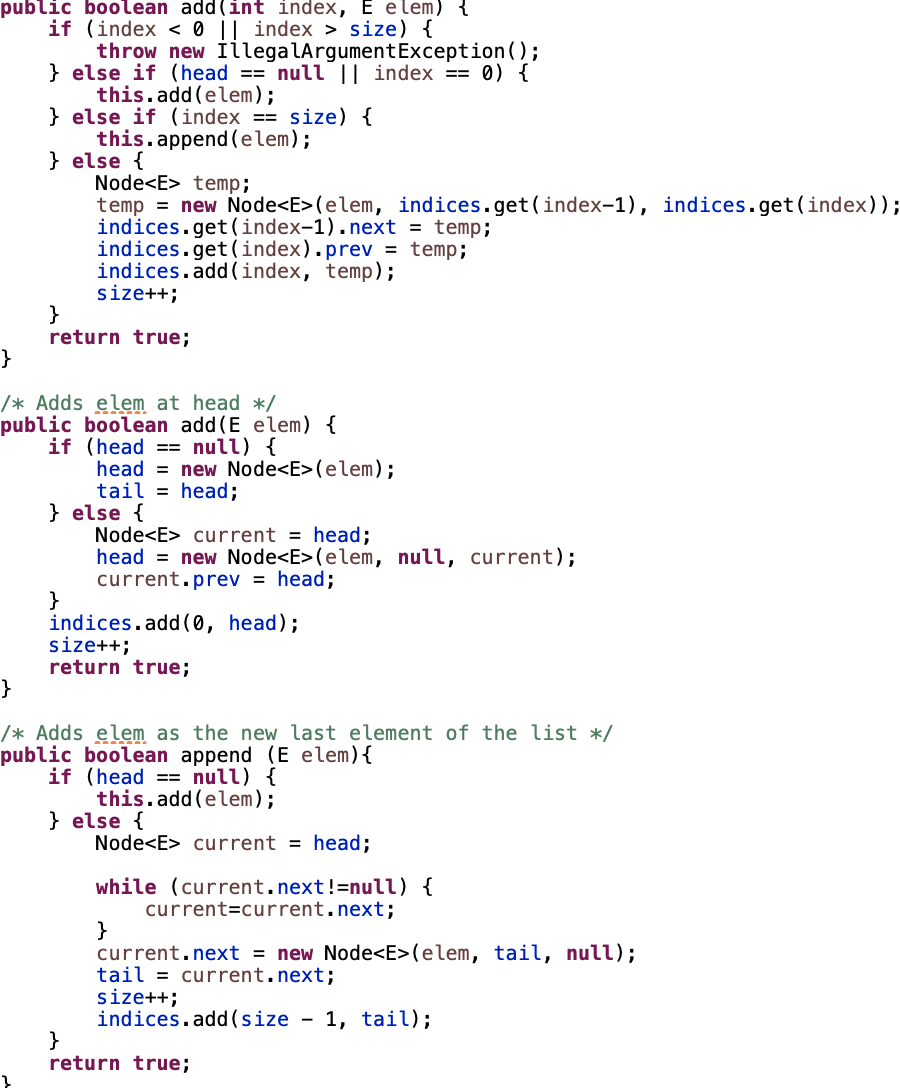 public boolean add(int index, E elem) {
    if (index < 0 || index > size) {
        throw new IllegalArgumentException();
    } else if (head == null || index == 0) {
        this.add(elem);
    } else if (index == size) {
        this.append(elem);
    } else {
        Node<E> temp;
        temp = new Node<E>(elem, indices.get(index-1), indices.get(index));
        indices.get(index-1).next = temp;
        indices.get(index).prev = temp;
        indices.add(index, temp);
        size++;
    }
    return true;
}

/* Adds elem at head */
public boolean add(E elem) {
    if (head == null) {
        head = new Node<E>(elem);
        tail = head;
    } else {
        Node<E> current = head;
        head = new Node<E>(elem, null, current);
        current.prev = head;
    }
    indices.add(0, head);
    size++;
    return true;
}

/* Adds elem as the new last element of the list */
public boolean append (E elem){
    if (head == null) {
        this.add(elem);
    } else {
        Node<E> current = head;

        while (current.next!=null) {
            current=current.next;
        }
        current.next = new Node<E>(elem, tail, null);
        tail = current.next;
        size++;
        indices.add(size - 1, tail);
    }
    return true;
}